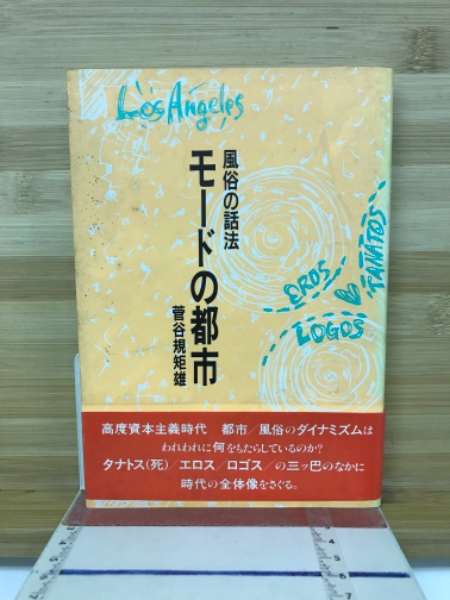 Los Angeles
風俗の話法
モードの都市
菅谷規矩雄
EROS
TANATOS
LOGOS
高度資本主義時代 都市/風俗のダイナミズムは
われわれに何をもたらしているのか?
タナトス(死)/エロス/ロゴス/の三ッ巴のなかに
時代の全体像をさぐる。